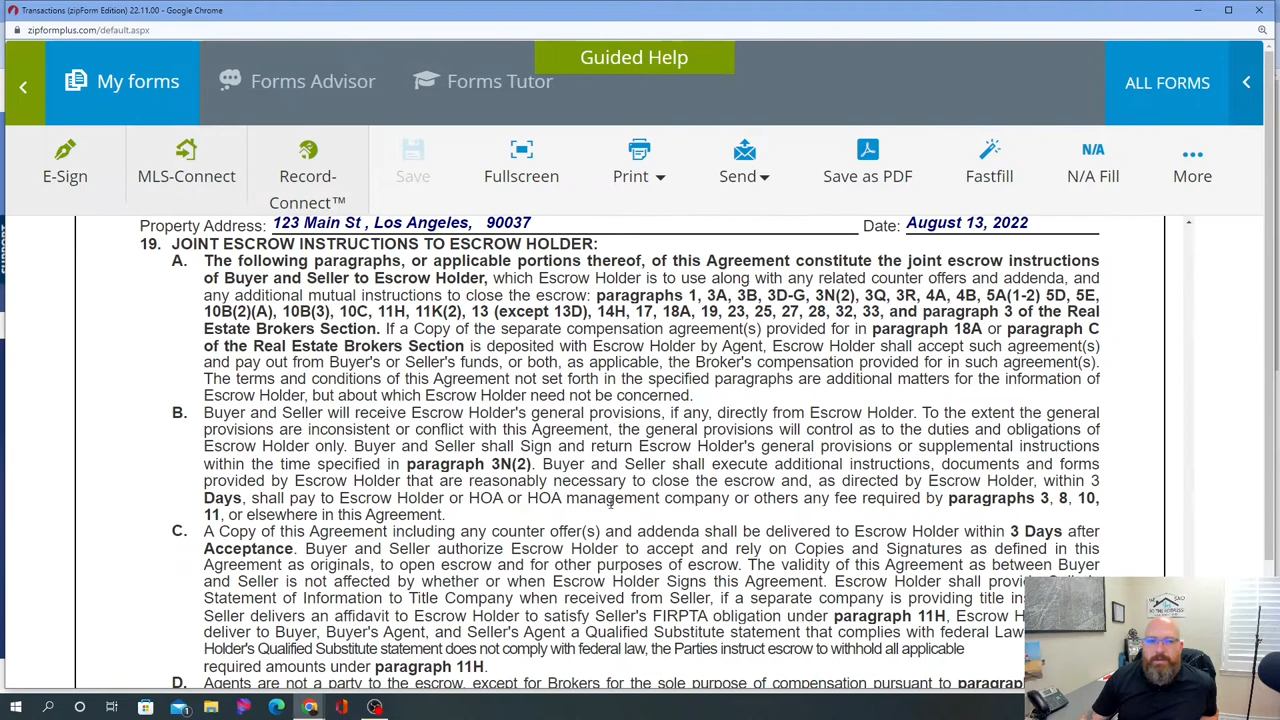 Transactions (zipForm Edition) 22.11.00 - Google Chrome
zipformplus.com/default.aspx
Guided Help
My forms
Forms Advisor
Forms Tutor
ALL FORMS
E-Sign
MLS-Connect
Record-Connect™
Save
Fullscreen
Print
Send
Save as PDF
N/A
Fastfill
N/A Fill
More
SUPPORT
Property Address: 123 Main St , Los Angeles, 90037 Date: August 13, 2022
19. JOINT ESCROW INSTRUCTIONS TO ESCROW HOLDER:
A. The following paragraphs, or applicable portions thereof, of this Agreement constitute the joint escrow instructions
of Buyer and Seller to Escrow Holder, which Escrow Holder is to use along with any related counter offers and addenda, and
any additional mutual instructions to close the escrow: paragraphs 1, 3A, 3B, 3D-G, 3N(2), 3Q, 3R, 4A, 4B, 5A(1-2) 5D, 5E,
10B(2)(A), 10B(3), 10C, 11H, 11K(2), 13 (except 13D), 14H, 17, 18A, 19, 23, 25, 27, 28, 32, 33, and paragraph 3 of the Real
Estate Brokers Section. If a Copy of the separate compensation agreement(s) provided for in paragraph 18A or paragraph C
of the Real Estate Brokers Section is deposited with Escrow Holder by Agent, Escrow Holder shall accept such agreement(s)
and pay out from Buyer's or Seller's funds, or both, as applicable, the Broker's compensation provided for in such agreement(s).
The terms and conditions of this Agreement not set forth in the specified paragraphs are additional matters for the information of
Escrow Holder, but about which Escrow Holder need not be concerned.
B. Buyer and Seller will receive Escrow Holder's general provisions, if any, directly from Escrow Holder. To the extent the general
provisions are inconsistent or conflict with this Agreement, the general provisions will control as to the duties and obligations of
Escrow Holder only. Buyer and Seller shall Sign and return Escrow Holder's general provisions or supplemental instructions
within the time specified in paragraph 3N(2). Buyer and Seller shall execute additional instructions, documents and forms
provided by Escrow Holder that are reasonably necessary to close the escrow and, as directed by Escrow Holder, within 3
Days, shall pay to Escrow Holder or HOA or HOA management company or others any fee required by paragraphs 3, 8, 10,
11, or elsewhere in this Agreement.
C. A Copy of this Agreement including any counter offer(s) and addenda shall be delivered to Escrow Holder within 3 Days after
Acceptance. Buyer and Seller authorize Escrow Holder to accept and rely on Copies and Signatures as defined in this
Agreement as originals, to open escrow and for other purposes of escrow. The validity of this Agreement as between Buyer
and Seller is not affected by whether or when Escrow Holder Signs this Agreement. Escrow Holder shall
Statement of Information to Title Company when received from Seller, if a separate company is providing title
Seller delivers an affidavit to Escrow Holder to satisfy Seller's FIRPTA obligation under paragraph 11H,
deliver to Buyer, Buyer's Agent, and Seller's Agent a Qualified Substitute statement that complies with federal Law
Holder's Qualified Substitute statement does not comply with federal law, the Parties instruct escrow to withhold all applicable
required amounts under paragraph 11H.
D. Agents are not a party to the escrow, except for Brokers for the sole purpose of compensation pursuant to